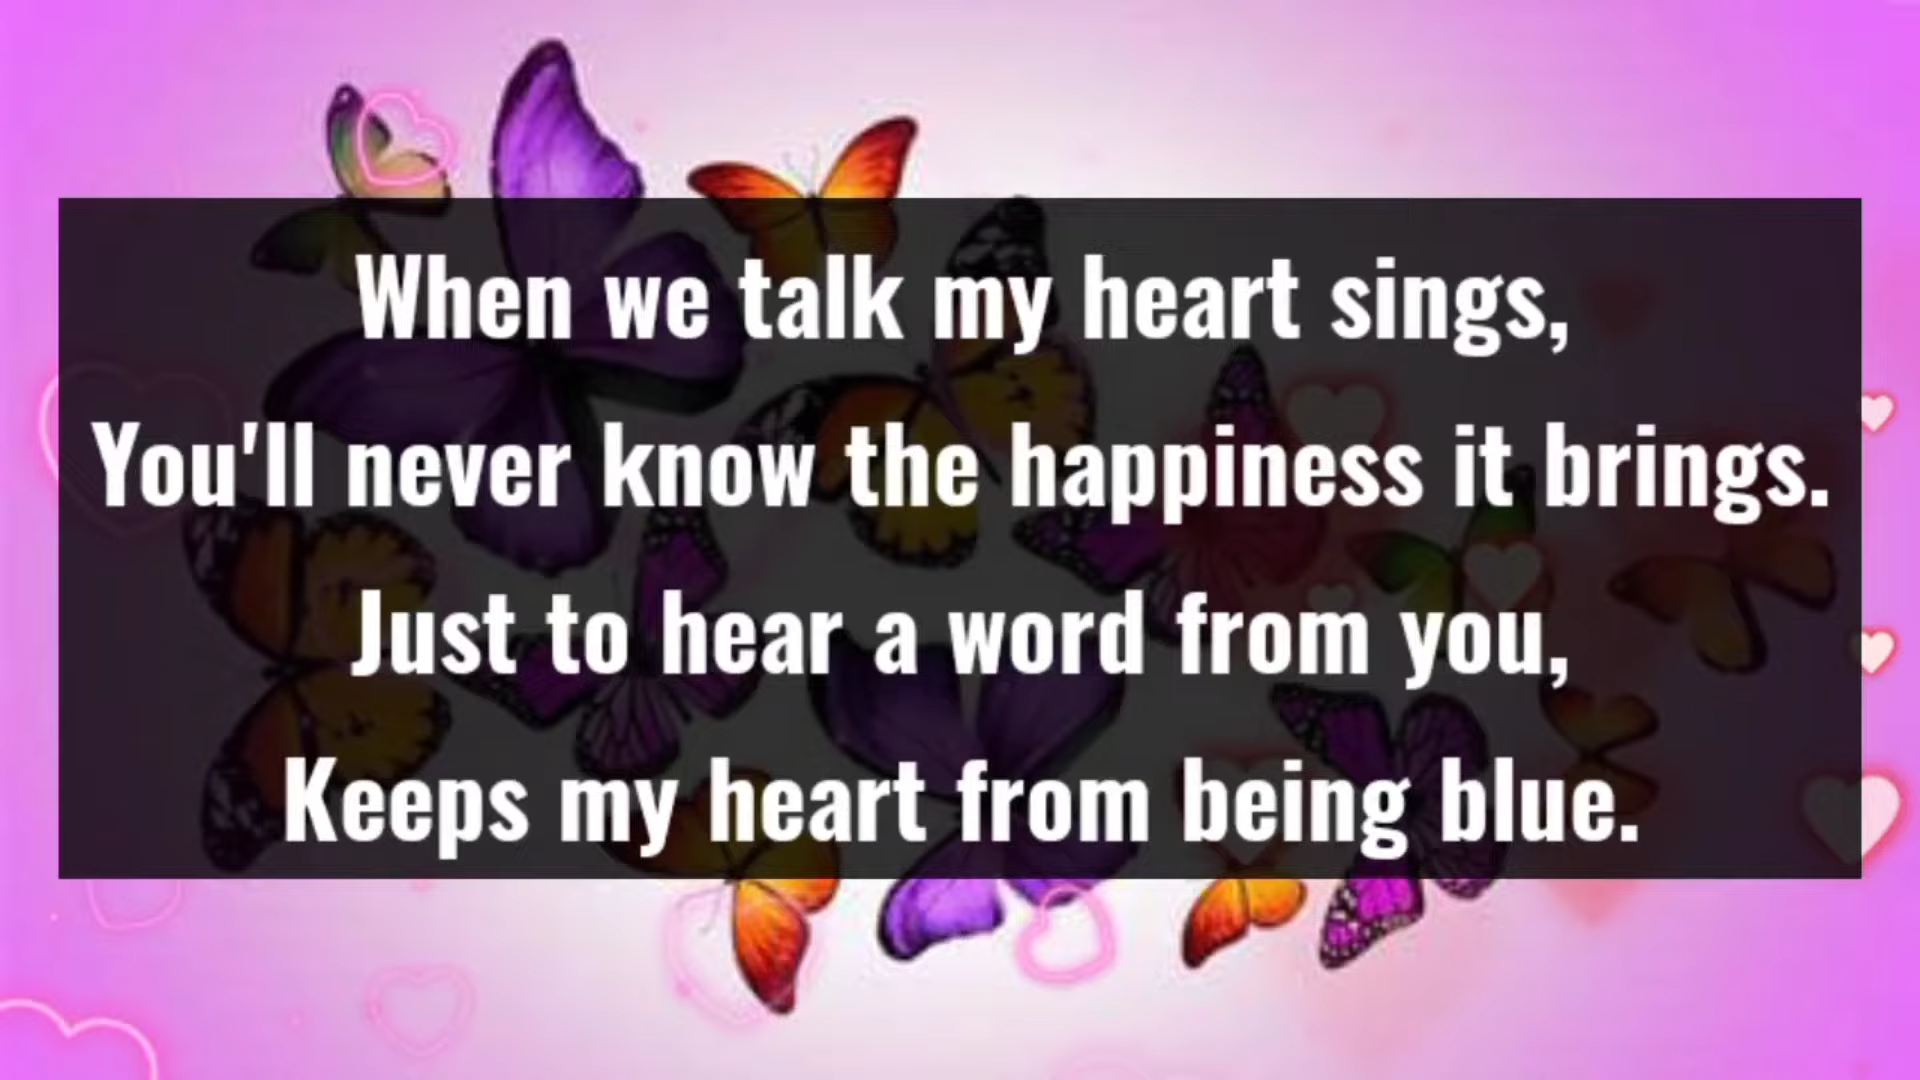 When we talk my heart sings,
You'll never know the happiness it brings.
Just to hear a word from you,
Keeps my heart from being blue.